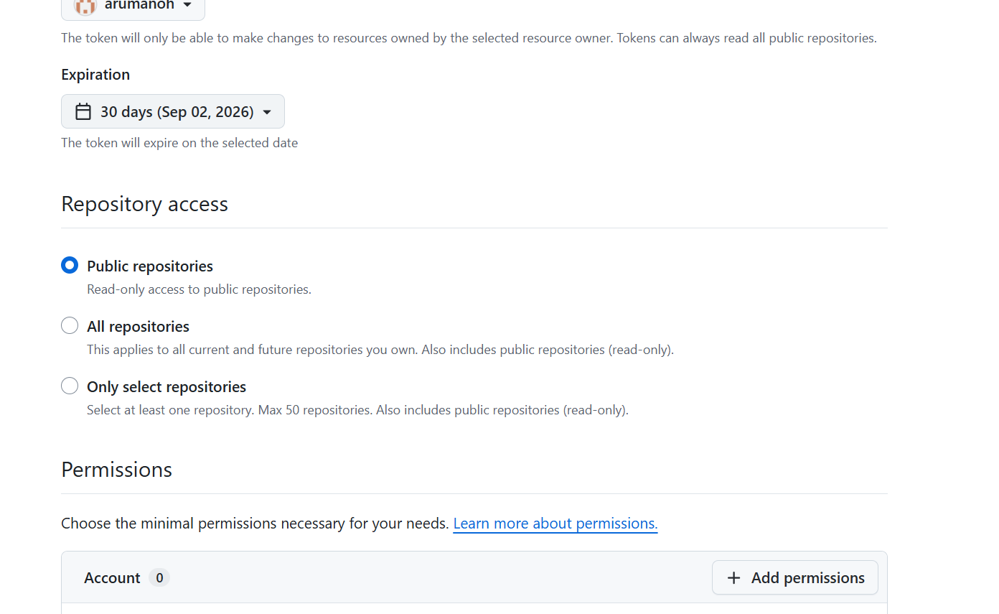 arumanoh
The token will only be able to make changes to resources owned by the selected resource owner. Tokens can always read all public repositories.
Expiration
30 days (Sep 02, 2026)
The token will expire on the selected date
Repository access
Public repositories
Read-only access to public repositories.
All repositories
This applies to all current and future repositories you own. Also includes public repositories (read-only).
Only select repositories
Select at least one repository. Max 50 repositories. Also includes public repositories (read-only).
Permissions
Choose the minimal permissions necessary for your needs. Learn more about permissions.
Account 0 Add permissions